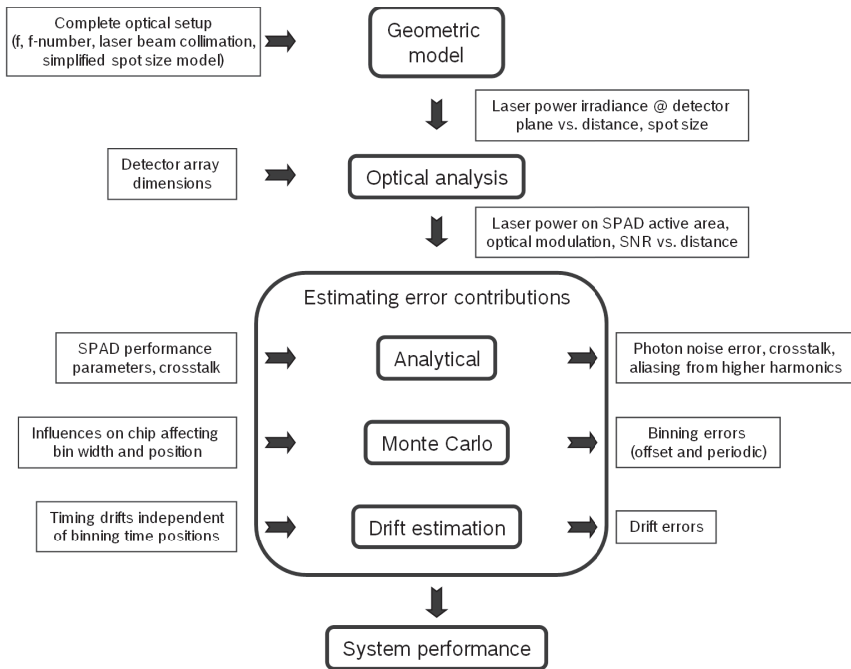 Complete optical setup
(f, f-number, laser beam collimation,
simplified spot size model)
Geometric
model
Laser power irradiance @ detector
plane vs. distance, spot size
Detector array
dimensions
Optical analysis
Laser power on SPAD active area,
optical modulation, SNR vs. distance
Estimating error contributions
SPAD performance
parameters, crosstalk
Analytical
Photon noise error, crosstalk,
aliasing from higher harmonics
Influences on chip affecting
bin width and position
Monte Carlo
Binning errors
(offset and periodic)
Timing drifts independent
of binning time positions
Drift estimation
Drift errors
System performance